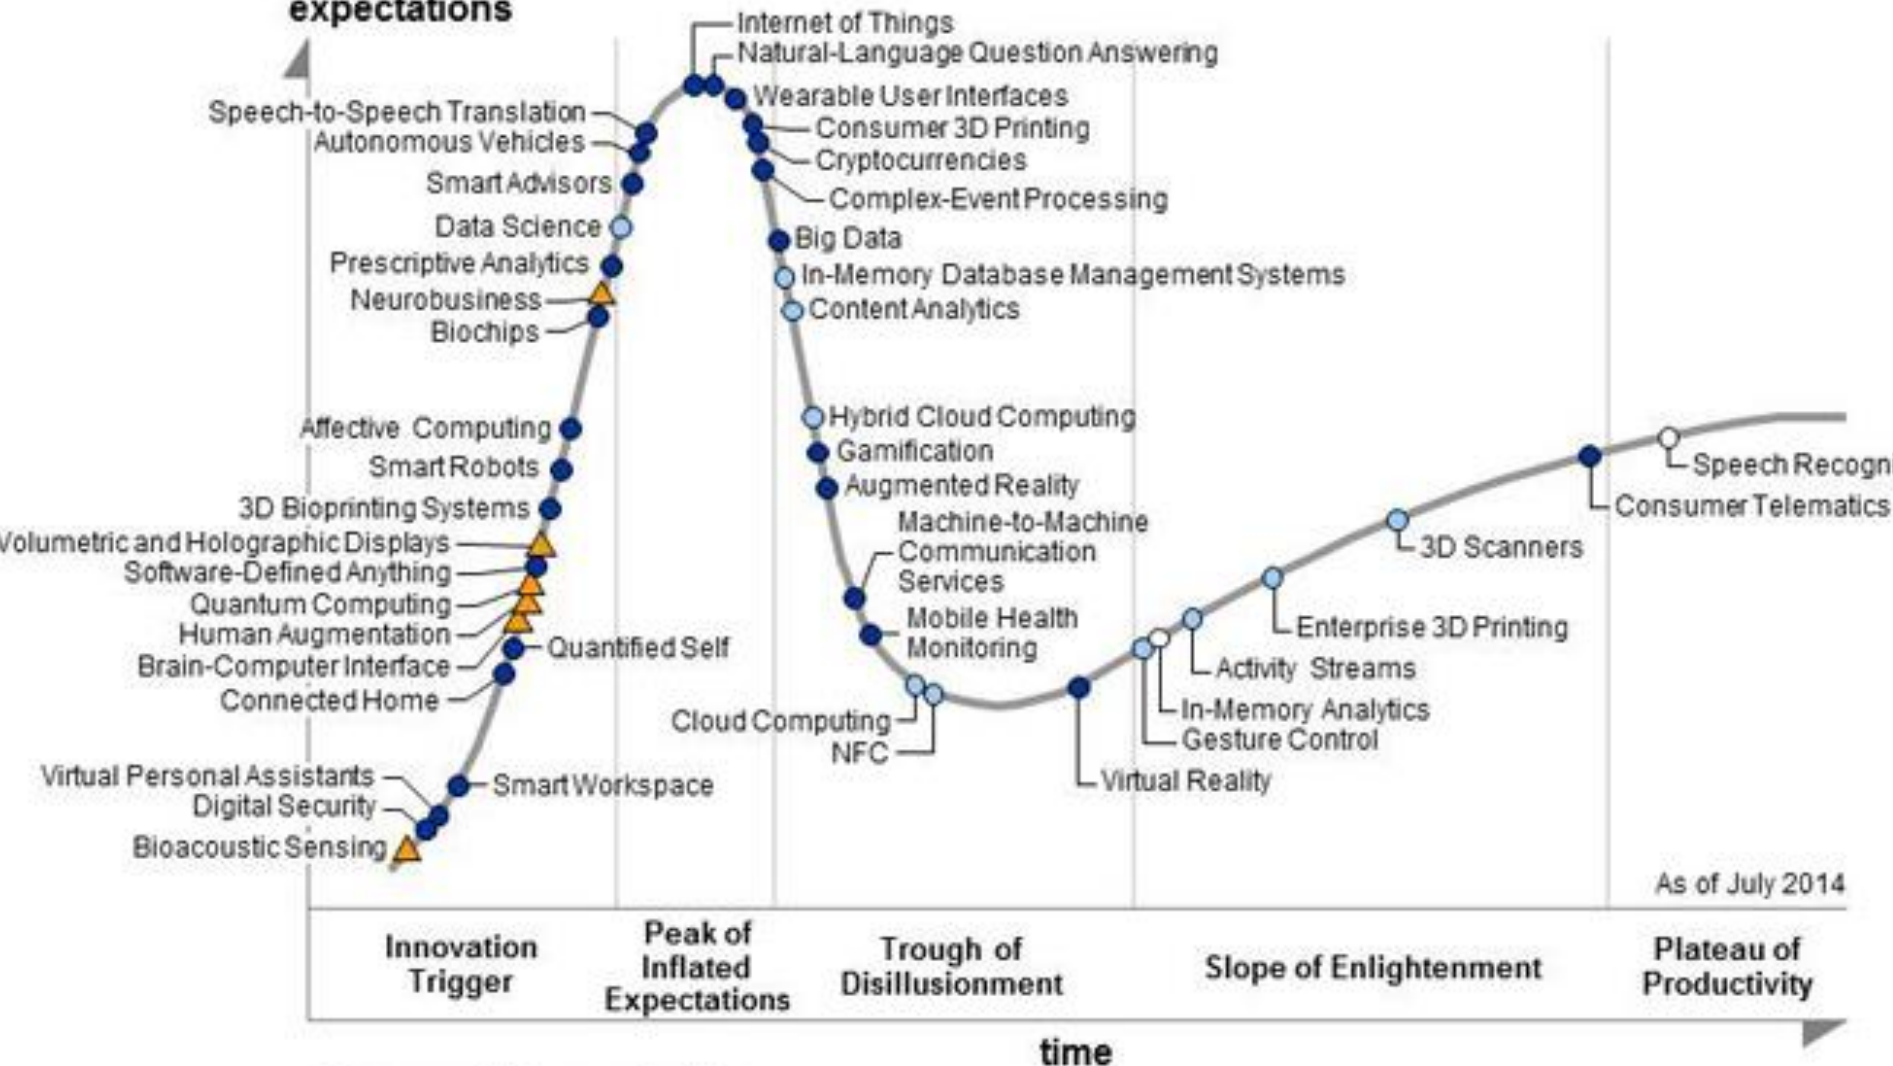 expectations
Internet of Things
Natural-Language Question Answering
Wearable User Interfaces
Speech-to-Speech Translation
Consumer 3D Printing
Autonomous Vehicles
Cryptocurrencies
Smart Advisors
Complex-Event Processing
Data Science
Big Data
Prescriptive Analytics
In-Memory Database Management Systems
Neurobusiness
Content Analytics
Biochips
Affective Computing
Hybrid Cloud Computing
Gamification
Smart Robots
Augmented Reality
3D Bioprinting Systems
Volumetric and Holographic Displays
Software-Defined Anything
Quantum Computing
Human Augmentation
Brain-Computer Interface
Quantified Self
Connected Home
Machine-to-Machine
Communication
Services
Mobile Health
Monitoring
Cloud Computing
NFC
Virtual Personal Assistants
Smart Workspace
Digital Security
Bioacoustic Sensing
Virtual Reality
Gesture Control
In-Memory Analytics
Activity Streams
Enterprise 3D Printing
3D Scanners
Consumer Telematics
Speech Recogni
As of July 2014
Innovation
Trigger
Peak of
Inflated
Expectations
Trough of
Disillusionment
Slope of Enlightenment
Plateau of
Productivity
time